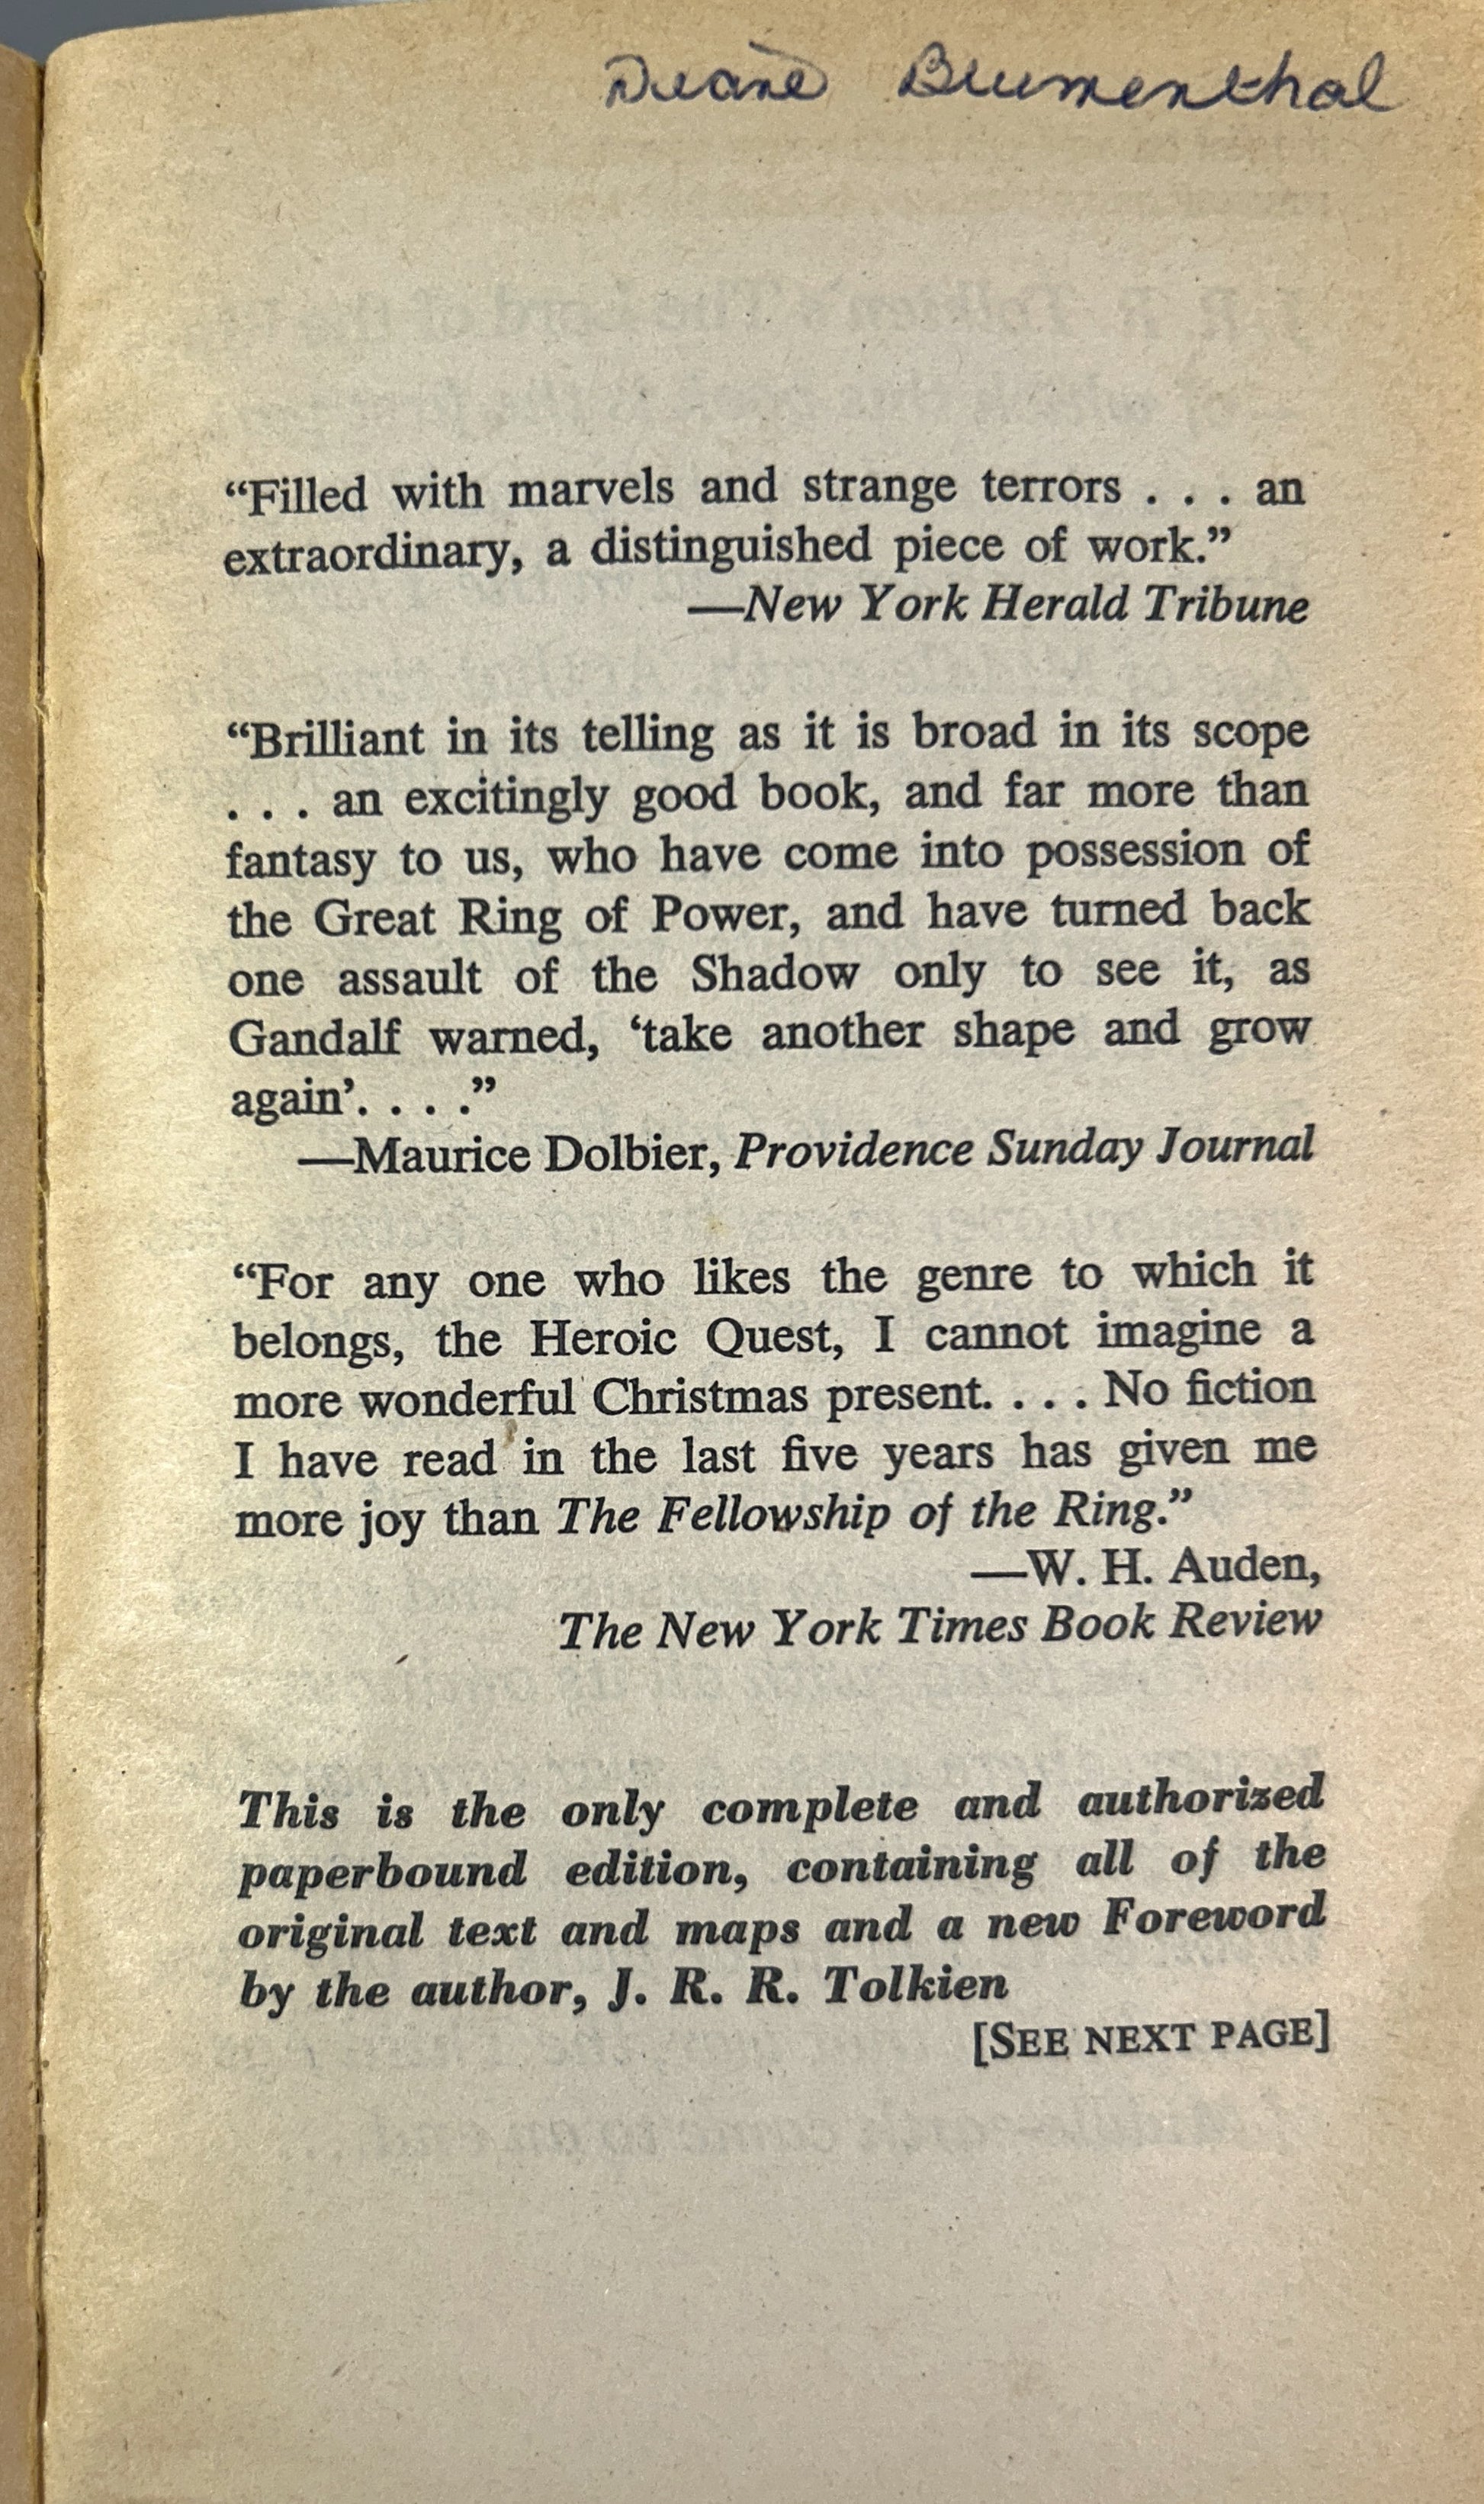 Diane Blumenthal
“Filled with marvels and strange terrors . . . an
extraordinary, a distinguished piece of work.”
—New York Herald Tribune
“Brilliant in its telling as it is broad in its scope
. . . an excitingly good book, and far more than
fantasy to us, who have come into possession of
the Great Ring of Power, and have turned back
one assault of the Shadow only to see it, as
Gandalf warned, ‘take another shape and grow
again’. . . .”
—Maurice Dolbier, Providence Sunday Journal
“For any one who likes the genre to which it
belongs, the Heroic Quest, I cannot imagine a
more wonderful Christmas present. . . . No fiction
I have read in the last five years has given me
more joy than The Fellowship of the Ring.”
—W. H. Auden,
The New York Times Book Review
This is the only complete and authorized
paperbound edition, containing all of the
original text and maps and a new Foreword
by the author, J. R. R. Tolkien
[SEE NEXT PAGE]